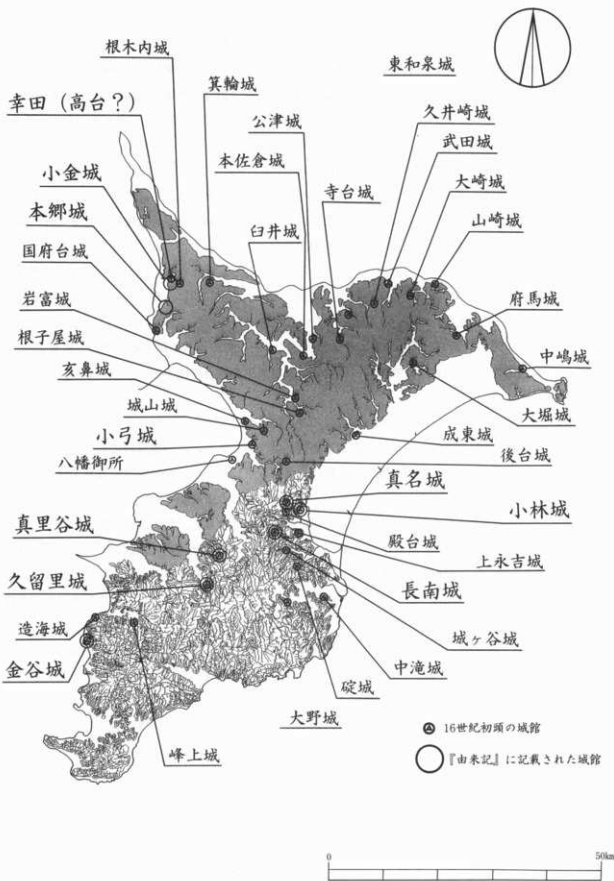 根木内城
東和泉城
幸田（高台？）
箕輪城
公津城
久井崎城
小金城
本佐倉城
武田城
本郷城
寺台城
大崎城
国府台城
臼井城
山崎城
岩富城
府馬城
根子屋城
中嶋城
亥鼻城
城山城
大堀城
小弓城
成東城
八幡御所
後台城
真名城
真里谷城
小林城
殿台城
久留里城
上永吉城
長南城
造海城
城ヶ谷城
金谷城
中滝城
碇城
大野城
峰上城
16世紀初頭の城館
『由来記』に記載された城館
0
50km